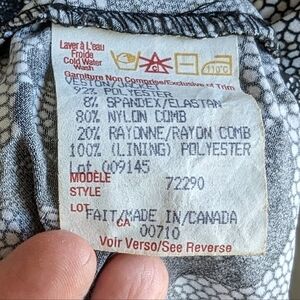 Laver à L'eau
Froide
Cold Water
Wash
Garniture Non Comprise/Exclusive of Trim
VESTON/JACKET
92% POLYESTER
8% SPANDEX/ELASTAN
80% NYLON COMB
20% RAYONNE/RAYON COMB
100% (LINING) POLYESTER
Lot. 009145
MODÈLE
STYLE 72290
LOT
FAIT/MADE IN/CANADA
CA 00710
Voir Verso/See Reverse